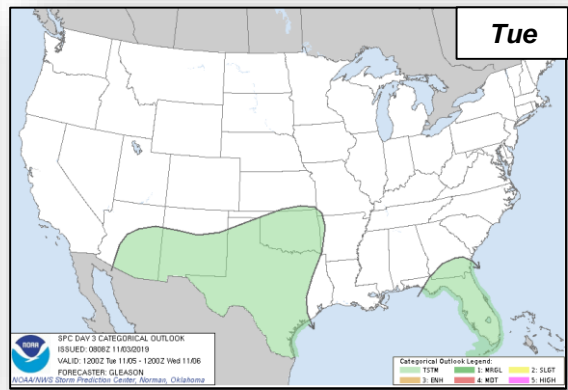 Tue
SPC DAY 3 CATEGORICAL OUTLOOK
ISSUED: 0808Z 11/03/2019
VALID: 1200Z Tue 11/05 - 1200Z Wed 11/06
FORECASTER: GLEASON
NOAA/NWS Storm Prediction Center, Norman, Oklahoma
NOAA
Categorical Outlook Legend:
TSTM 1: MRGL 2: SLGT
3: ENH 4: MDT 5: HIGH